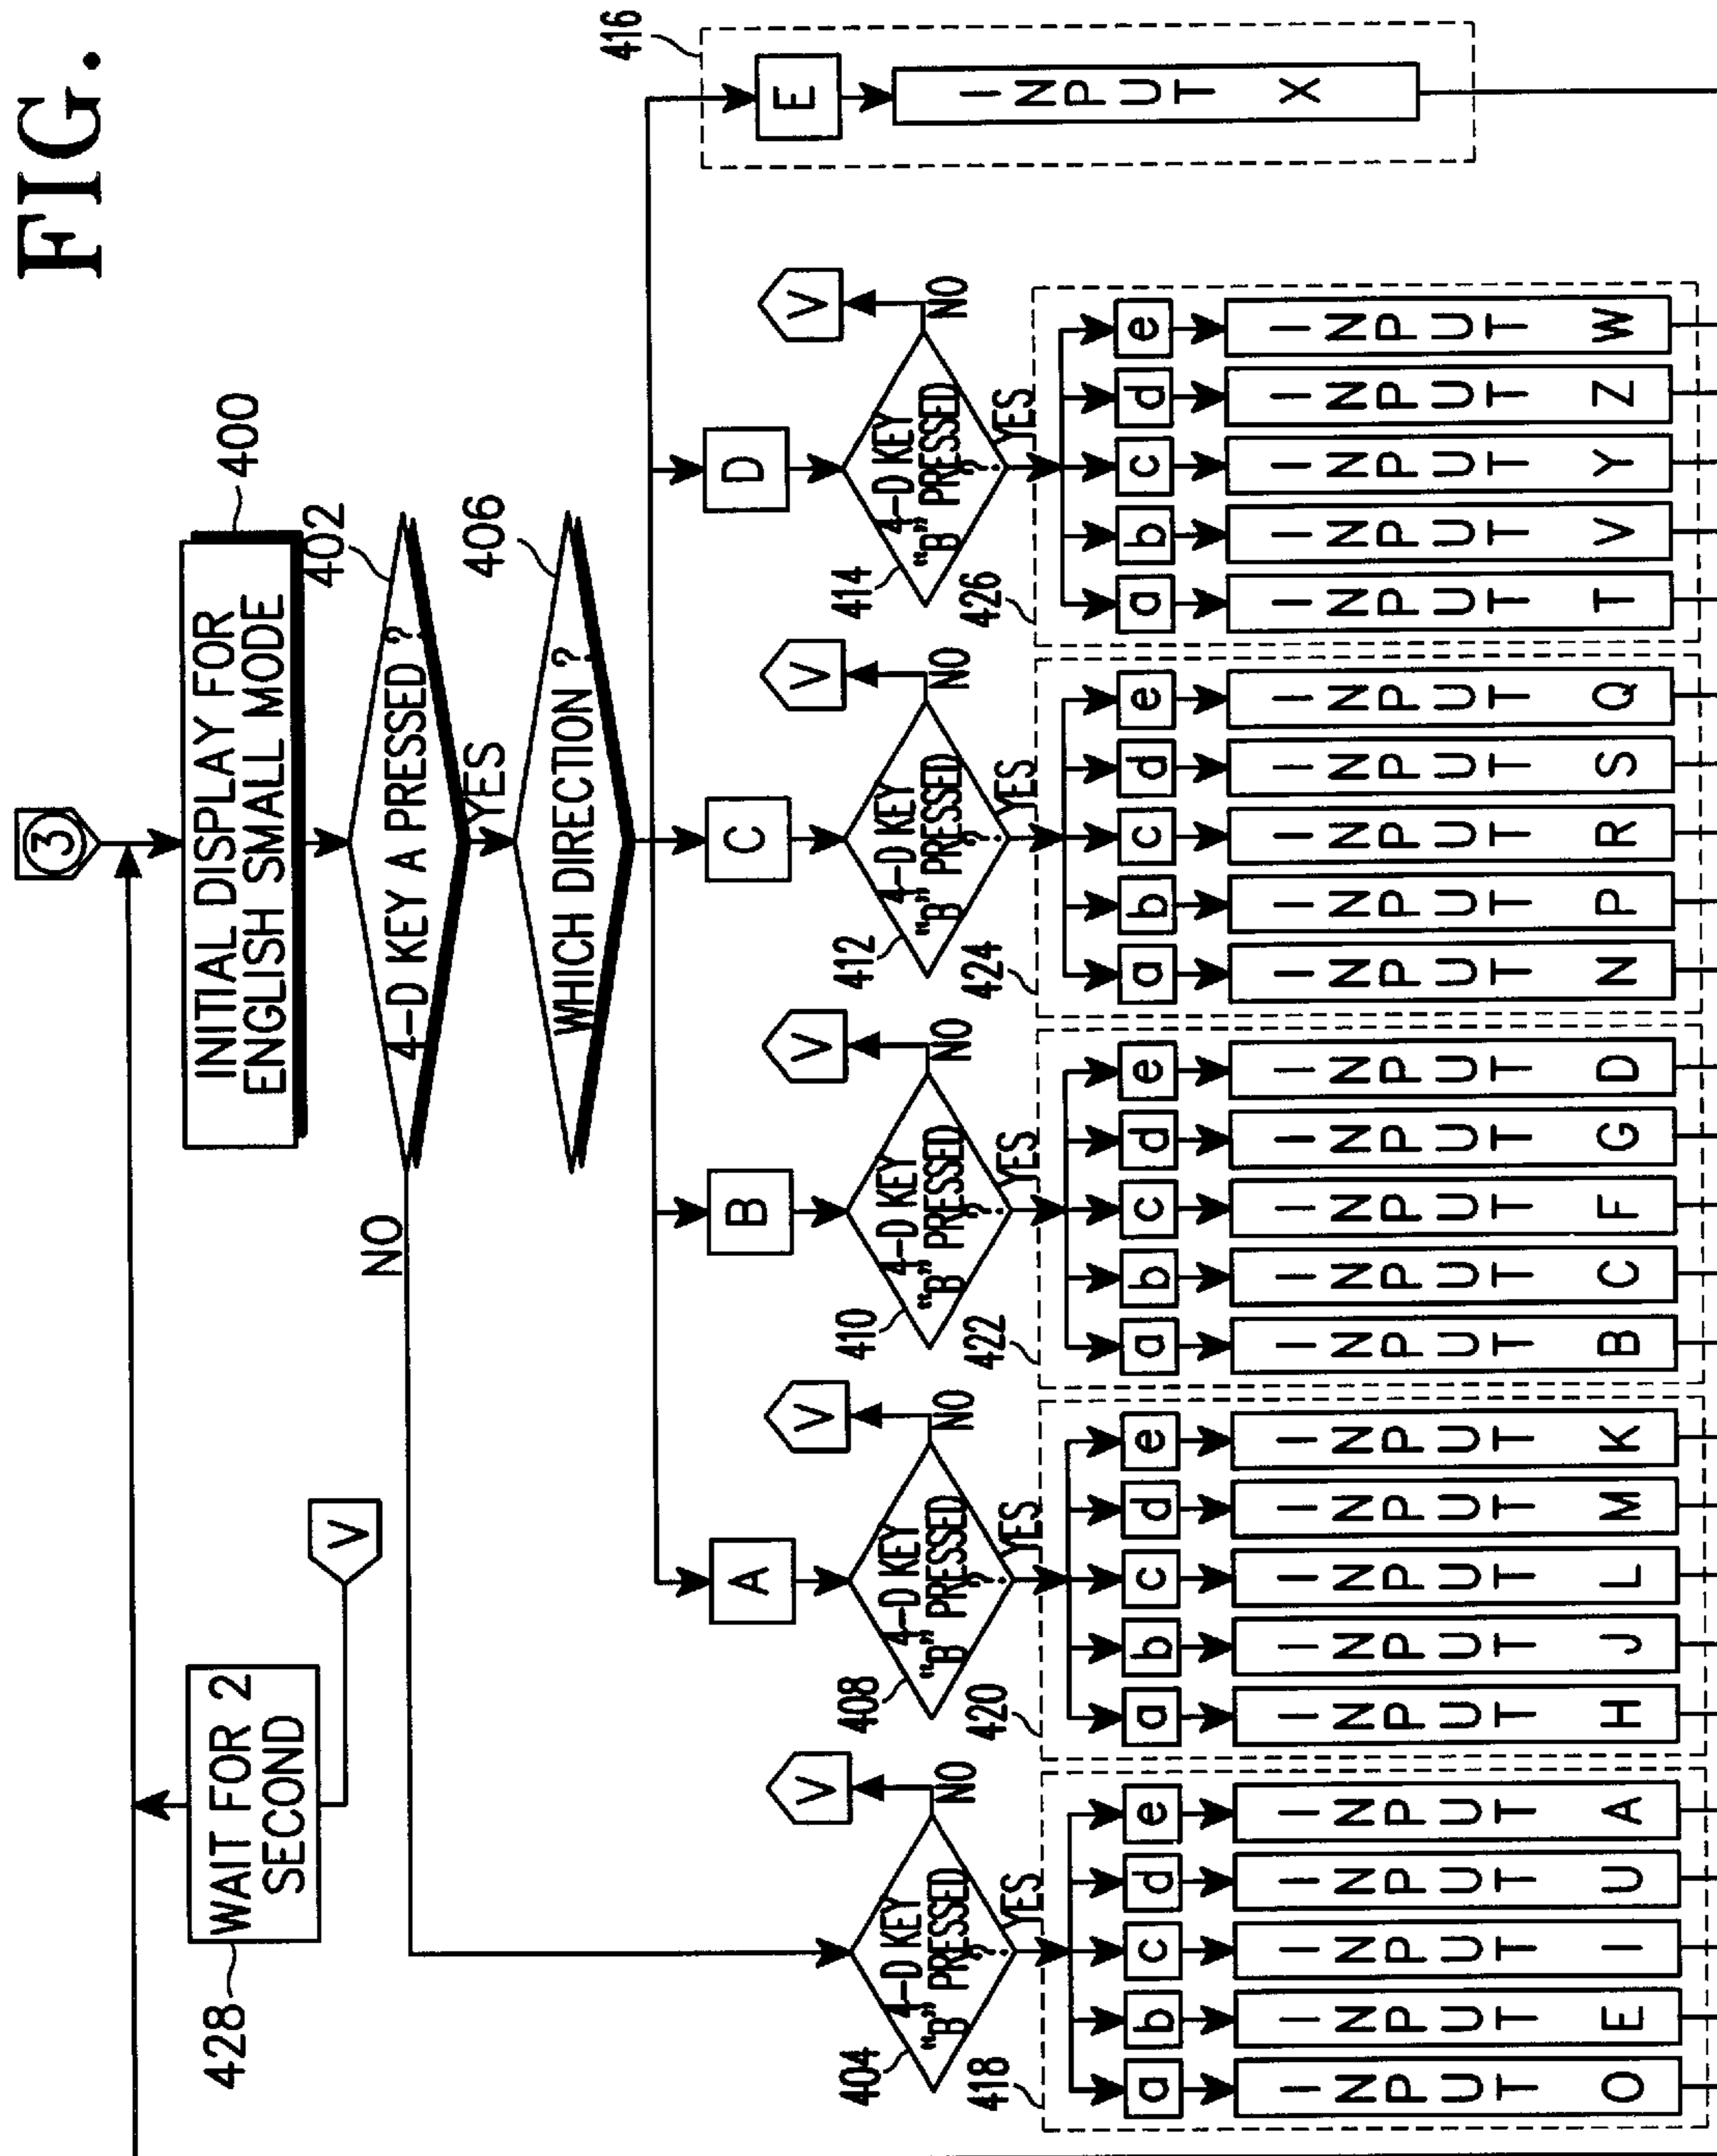 FIG.
3
INITIAL DISPLAY FOR
ENGLISH SMALL MODE
400
WAIT FOR 2
SECOND
428
V
4-D KEY A PRESSED ?
402
NO
YES
WHICH DIRECTION ?
406
A
B
C
D
E
INPUT X
416
V
V
V
V
V
4-D KEY
"B" PRESSED
?
404
NO
YES
4-D KEY
"B" PRESSED
?
408
NO
YES
4-D KEY
"B" PRESSED
?
410
NO
YES
4-D KEY
"B" PRESSED
?
412
NO
YES
4-D KEY
"B" PRESSED
?
414
NO
YES
418
a b c d e
INPUT O
INPUT E
INPUT I
INPUT U
INPUT A
420
a b c d e
INPUT H
INPUT J
INPUT L
INPUT M
INPUT K
422
a b c d e
INPUT B
INPUT C
INPUT F
INPUT G
INPUT D
424
a b c d e
INPUT N
INPUT P
INPUT R
INPUT S
INPUT Q
426
a b c d e
INPUT T
INPUT V
INPUT Y
INPUT Z
INPUT W